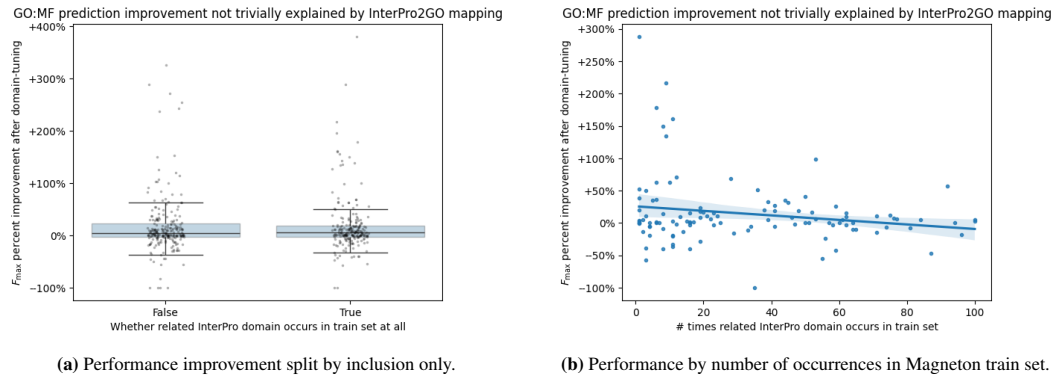 GO:MF prediction improvement not trivially explained by InterPro2GO mapping
+400%
+300%
+200%
+100%
0%
−100%
Fmax percent improvement after domain-tuning
False
True
Whether related InterPro domain occurs in train set at all
(a) Performance improvement split by inclusion only.
GO:MF prediction improvement not trivially explained by InterPro2GO mapping
+300%
+250%
+200%
+150%
+100%
+50%
0%
−50%
−100%
Fmax percent improvement after domain-tuning
0
20
40
60
80
100
# times related InterPro domain occurs in train set
(b) Performance by number of occurrences in Magneton train set.